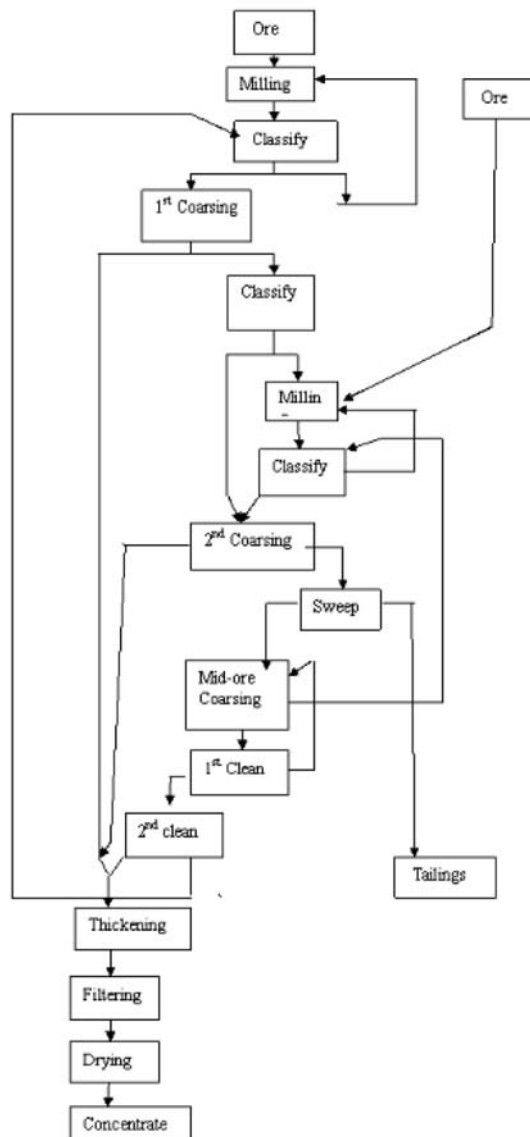 Ore
Milling
Ore
Classify
1st Coarsing
Classify
Millin
Classify
2nd Coarsing
Sweep
Mid-ore
Coarsing
1st Clean
2nd clean
Tailings
Thickening
Filtering
Drying
Concentrate